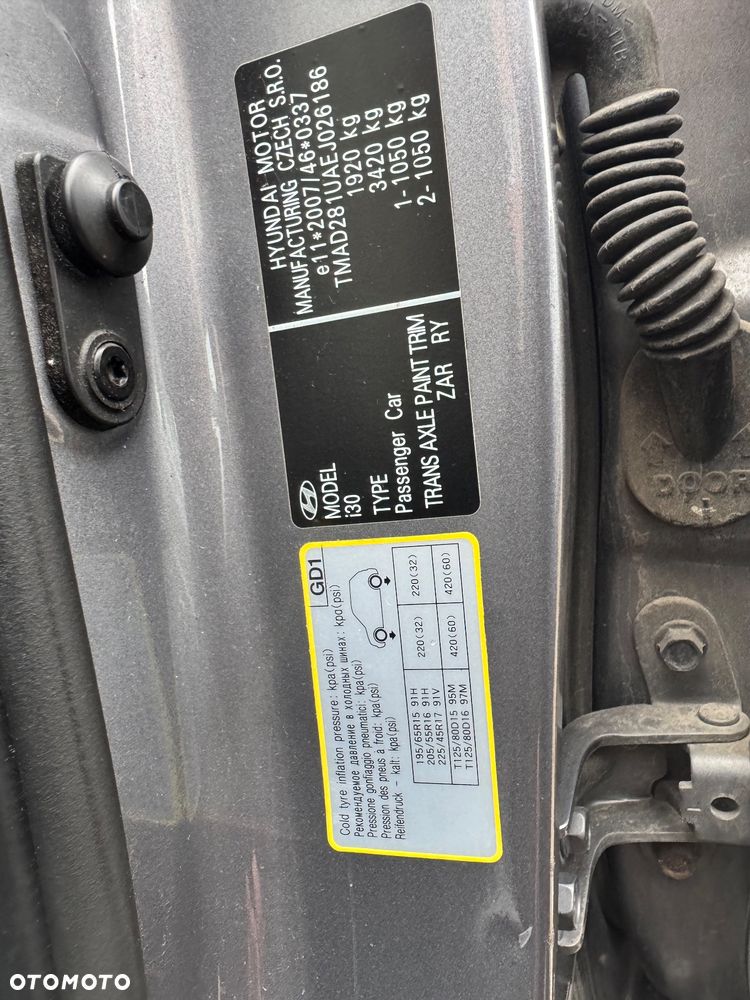 HYUNDAI MOTOR
MANUFACTURING CZECH S.R.O.
e11*2007/46*0337
TMAD281UAEJ026186
1920 kg
3420 kg
1-1050 kg
2-1050 kg
MODEL
i30
TYPE
Passenger Car
TRANS AXLE PAINT TRIM
ZAR RY
GD1
Cold tyre inflation pressure: kpa(psi)
Рекомендуемое давление в холодных шинах: kpa(psi)
Pressione gonfiaggio pneumatici: kpa(psi)
Pression des pneus à froid: kpa(psi)
Reifendruck - kalt: kpa(psi)
195/65R15 91H
205/55R16 91H
225/45R17 91V
220(32)
220(32)
T125/80D15 95M
T125/80D16 97M
420(60)
420(60)
DOOR
OTOMOTO